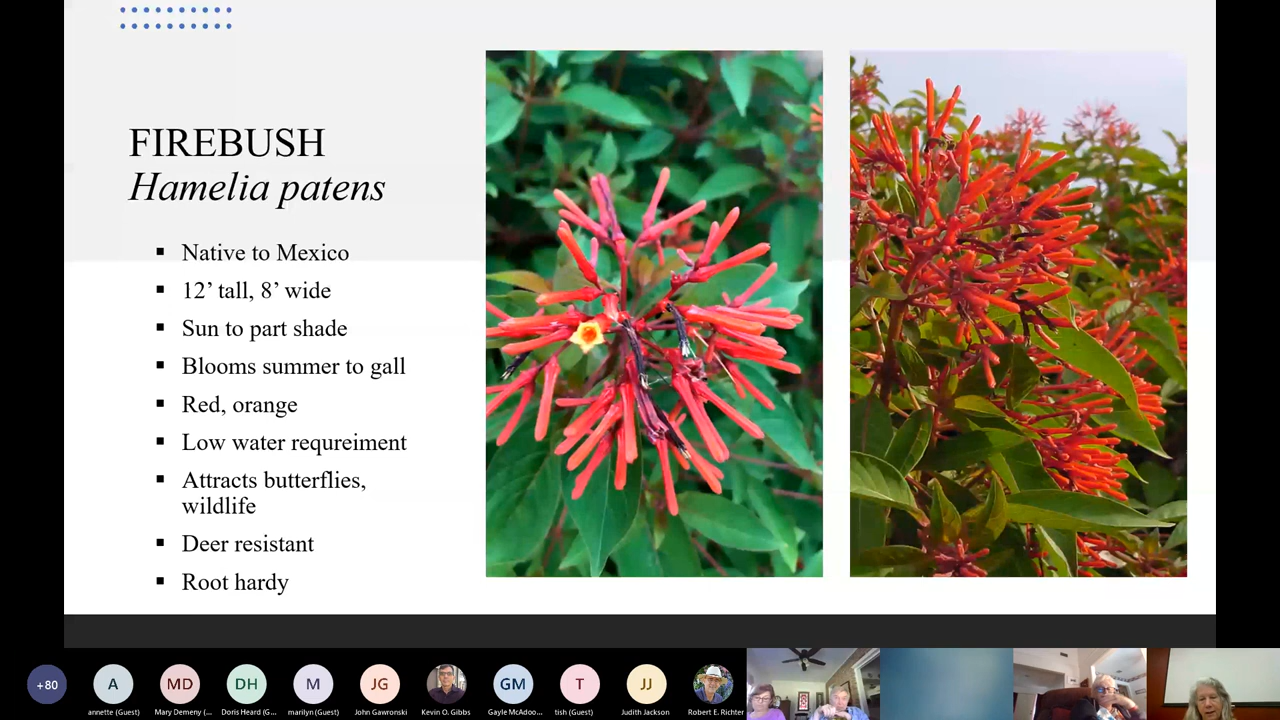 FIREBUSH
Hamelia patens
Native to Mexico
12’ tall, 8’ wide
Sun to part shade
Blooms summer to gall
Red, orange
Low water requreiment
Attracts butterflies,
wildlife
Deer resistant
Root hardy
+80
A
MD
DH
M
JG
GM
T
JJ
annette (Guest)
Mary Demeny (...
Doris Heard (G...
marilyn (Guest)
John Gawronski
Kevin O. Gibbs
Gayle McAdoo...
tish (Guest)
Judith Jackson
Robert E. Richter